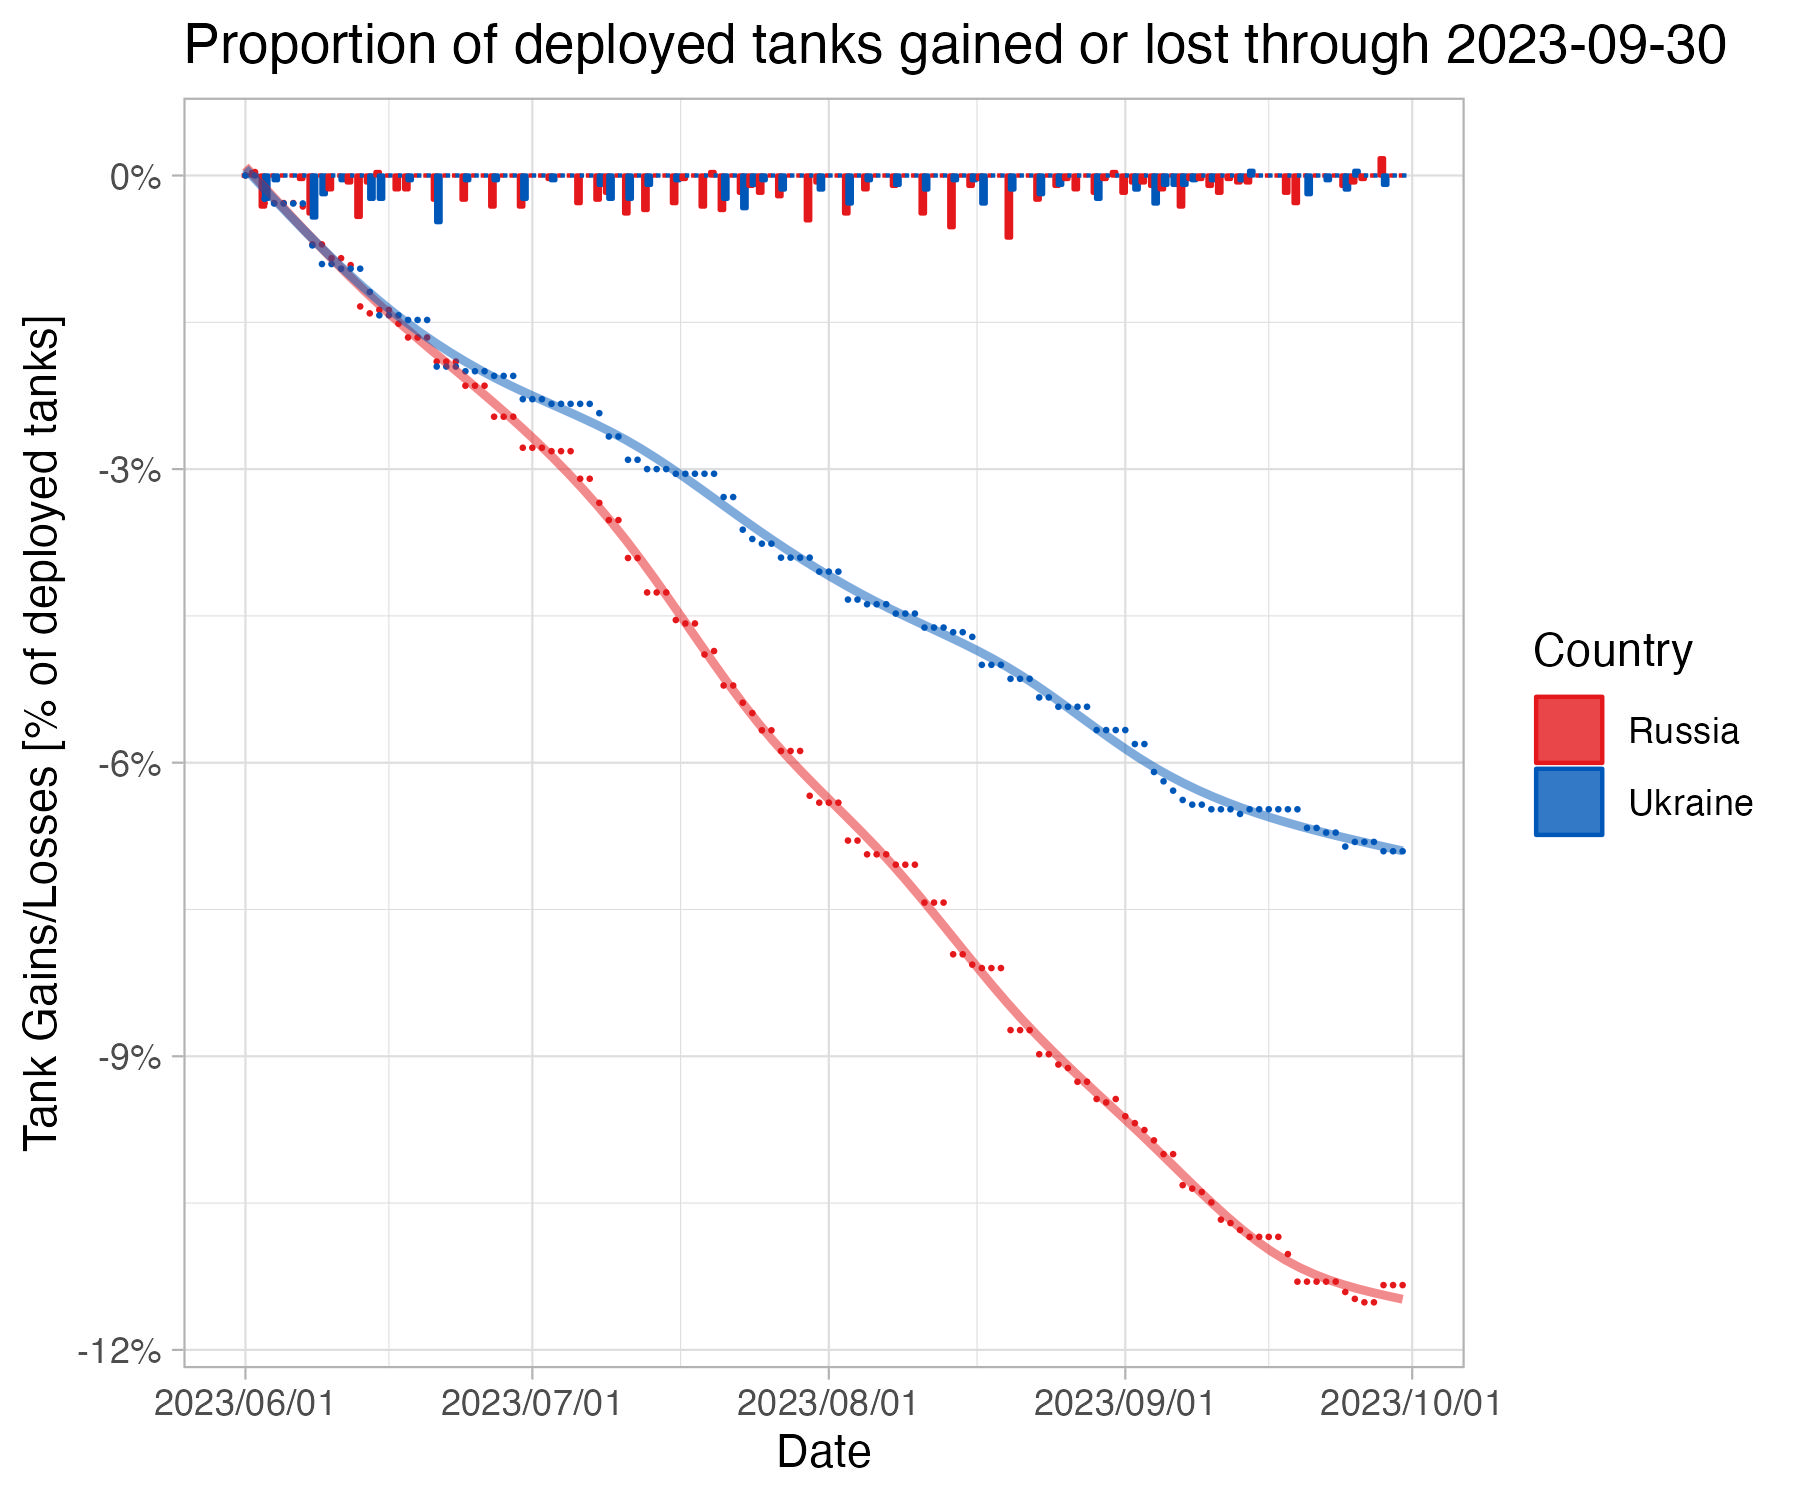 Proportion of deployed tanks gained or lost through 2023-09-30
Tank Gains/Losses [% of deployed tanks]
0%
-3%
-6%
-9%
-12%
2023/06/01 2023/07/01 2023/08/01 2023/09/01 2023/10/01
Date
Country
Russia
Ukraine